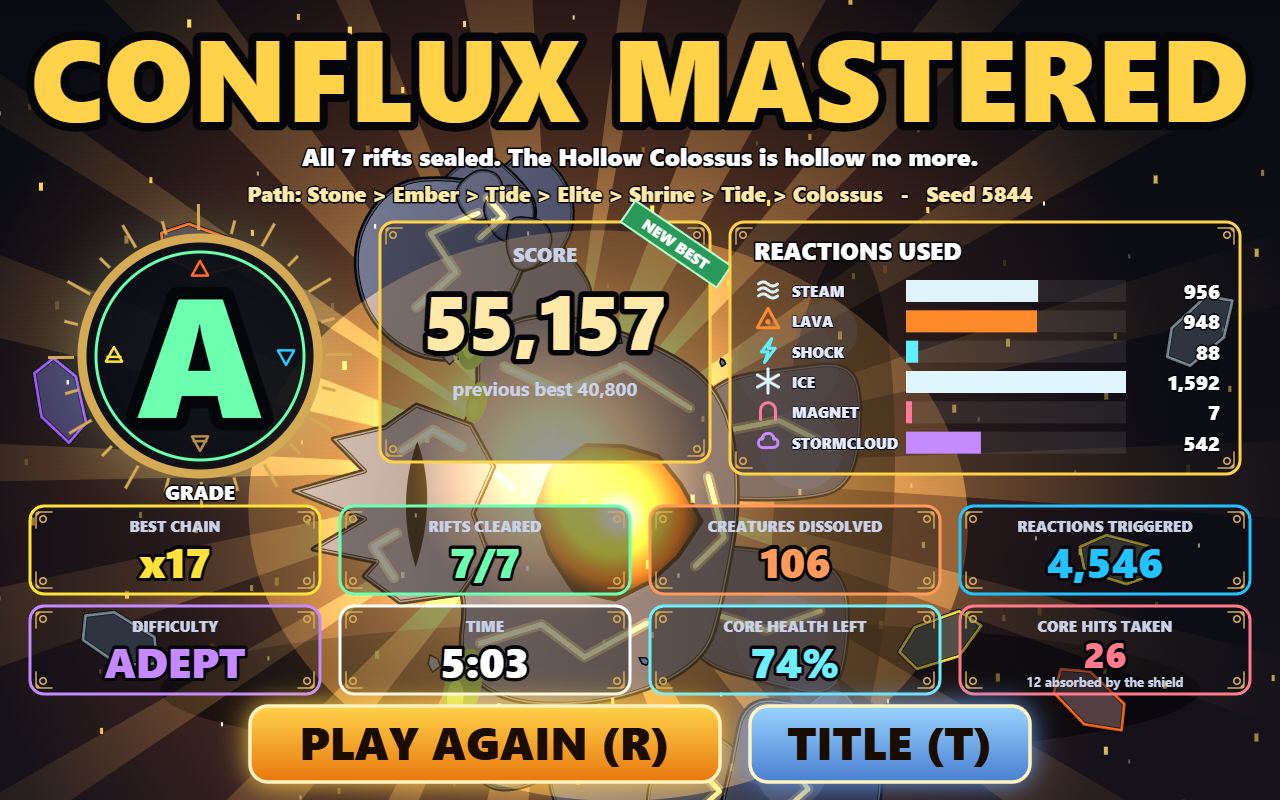 CONFLUX MASTERED
All 7 rifts sealed. The Hollow Colossus is hollow no more.
Path: Stone > Ember > Tide > Elite > Shrine > Tide > Colossus - Seed 5844
A
GRADE
SCORE
NEW BEST
55,157
previous best 40,800
REACTIONS USED
STEAM 956
LAVA 948
SHOCK 88
ICE 1,592
MAGNET 7
STORMCLOUD 542
BEST CHAIN
x17
RIFTS CLEARED
7/7
CREATURES DISSOLVED
106
REACTIONS TRIGGERED
4,546
DIFFICULTY
ADEPT
TIME
5:03
CORE HEALTH LEFT
74%
CORE HITS TAKEN
26
12 absorbed by the shield
PLAY AGAIN (R)
TITLE (T)